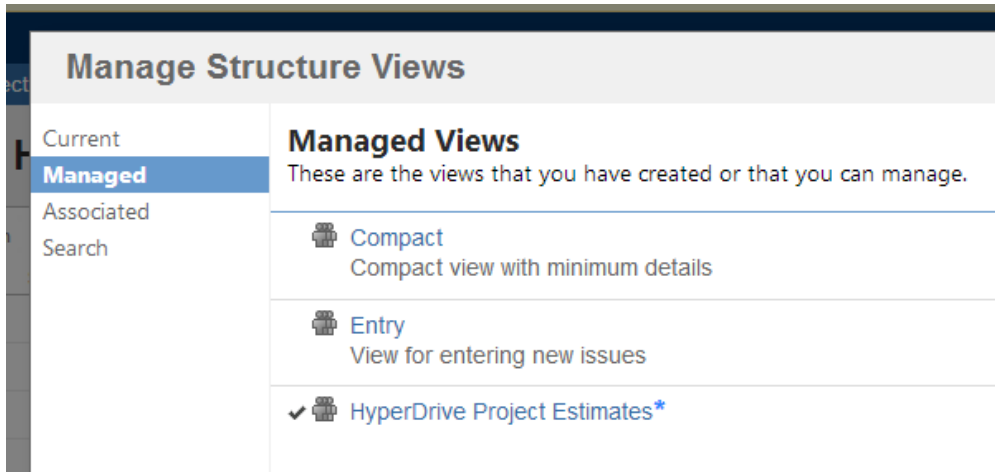 Manage Structure Views
ect
Current
Managed
Associated
Search
Managed Views
These are the views that you have created or that you can manage.
Compact
Compact view with minimum details
Entry
View for entering new issues
HyperDrive Project Estimates*